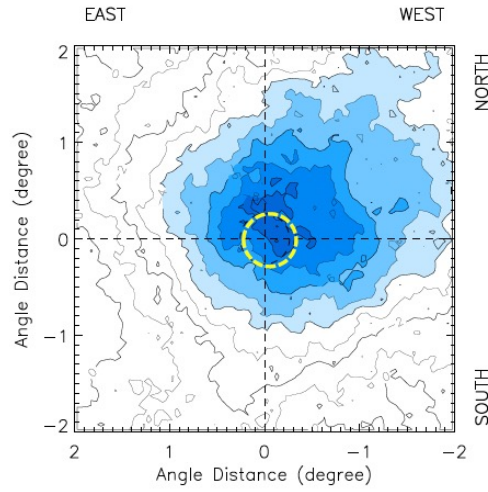 EAST WEST
2
1
0
−1
−2
Angle Distance (degree)
NORTH
SOUTH
2 1 0 −1 −2
Angle Distance (degree)